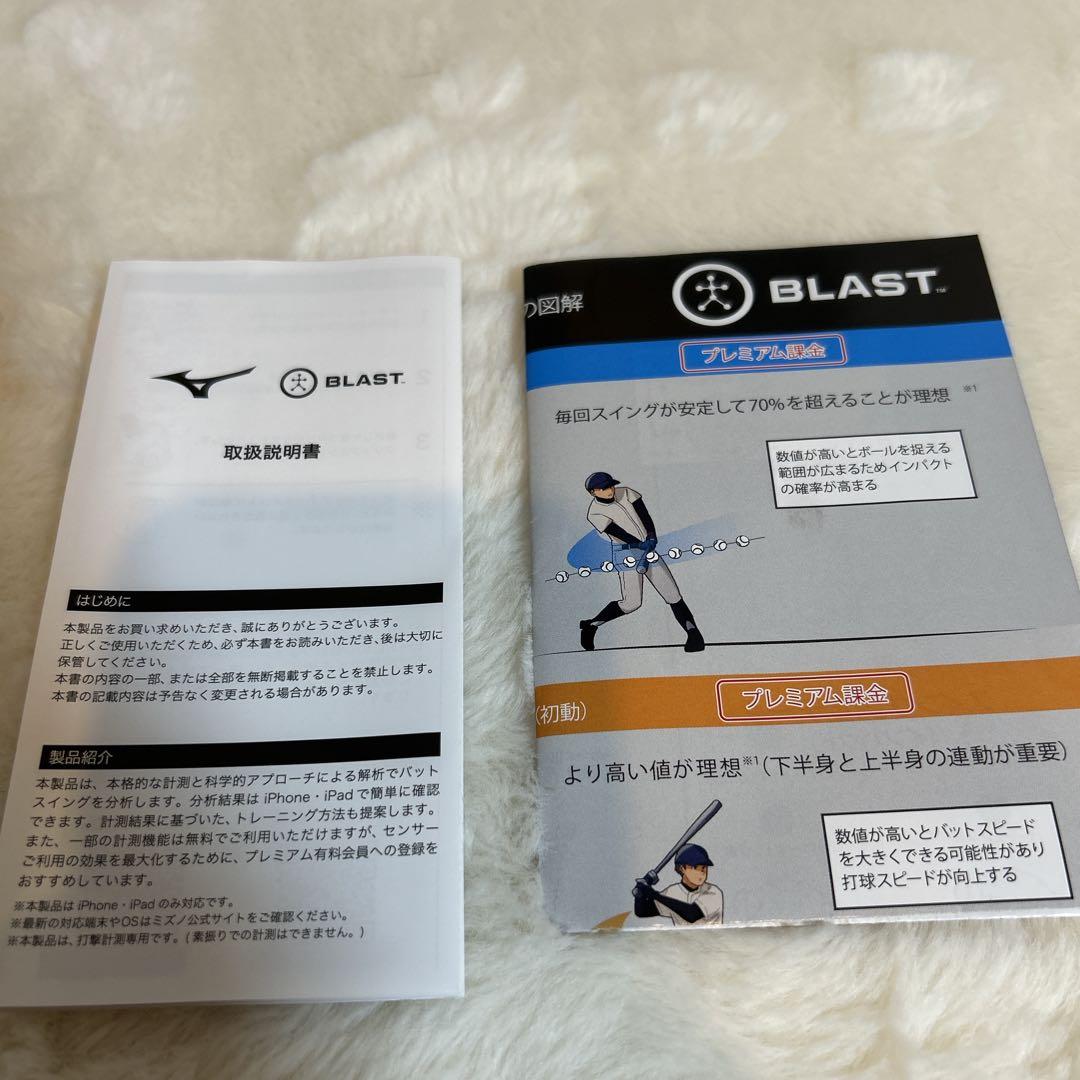 BLAST™
取扱説明書
はじめに
本製品をお買い求めいただき、誠にありがとうございます。
正しくご使用いただくため、必ず本書をお読みいただき、後は大切に
保管してください。
本書の内容の一部、または全部を無断掲載することを禁止します。
本書の記載内容は予告なく変更される場合があります。
製品紹介
本製品は、本格的な計測と科学的アプローチによる解析でバット
スイングを分析します。分析結果は iPhone・iPad で簡単に確認
できます。計測結果に基づいた、トレーニング方法も提案します。
また、一部の計測機能は無料でご利用いただけますが、センサー
ご利用の効果を最大化するために、プレミアム有料会員への登録を
おすすめしています。
※本製品は iPhone・iPad のみ対応です。
※最新の対応端末やOSはミズノ公式サイトをご確認ください。
※本製品は、打撃計測専用です。(素振りでの計測はできません。)
の図解
BLAST™
プレミアム課金
毎回スイングが安定して70%を超えることが理想 ※1
数値が高いとボールを捉える
範囲が広まるためインパクト
の確率が高まる
(初動)
プレミアム課金
より高い値が理想※1(下半身と上半身の連動が重要)
数値が高いとバットスピード
を大きくできる可能性があり
打球スピードが向上する